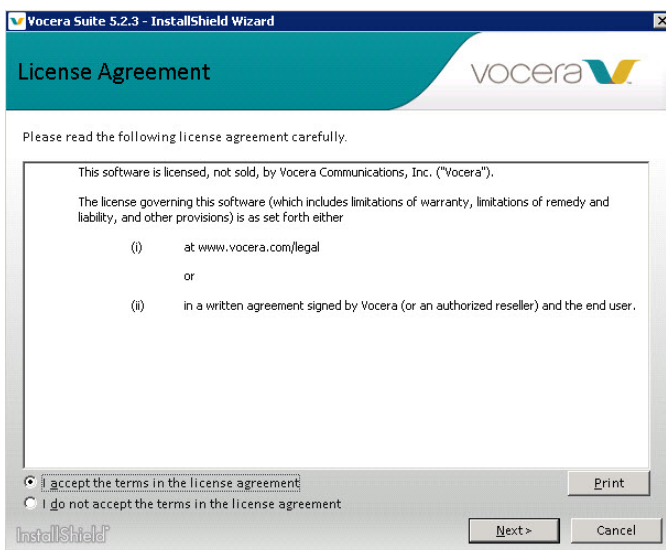 Vocera Suite 5.2.3 - InstallShield Wizard
License Agreement
vocera
Please read the following license agreement carefully.
This software is licensed, not sold, by Vocera Communications, Inc. ("Vocera").
The license governing this software (which includes limitations of warranty, limitations of remedy and
liability, and other provisions) is as set forth either
(i) at www.vocera.com/legal
or
(ii) in a written agreement signed by Vocera (or an authorized reseller) and the end user.
I accept the terms in the license agreement
Print
I do not accept the terms in the license agreement
InstallShield
Next >
Cancel